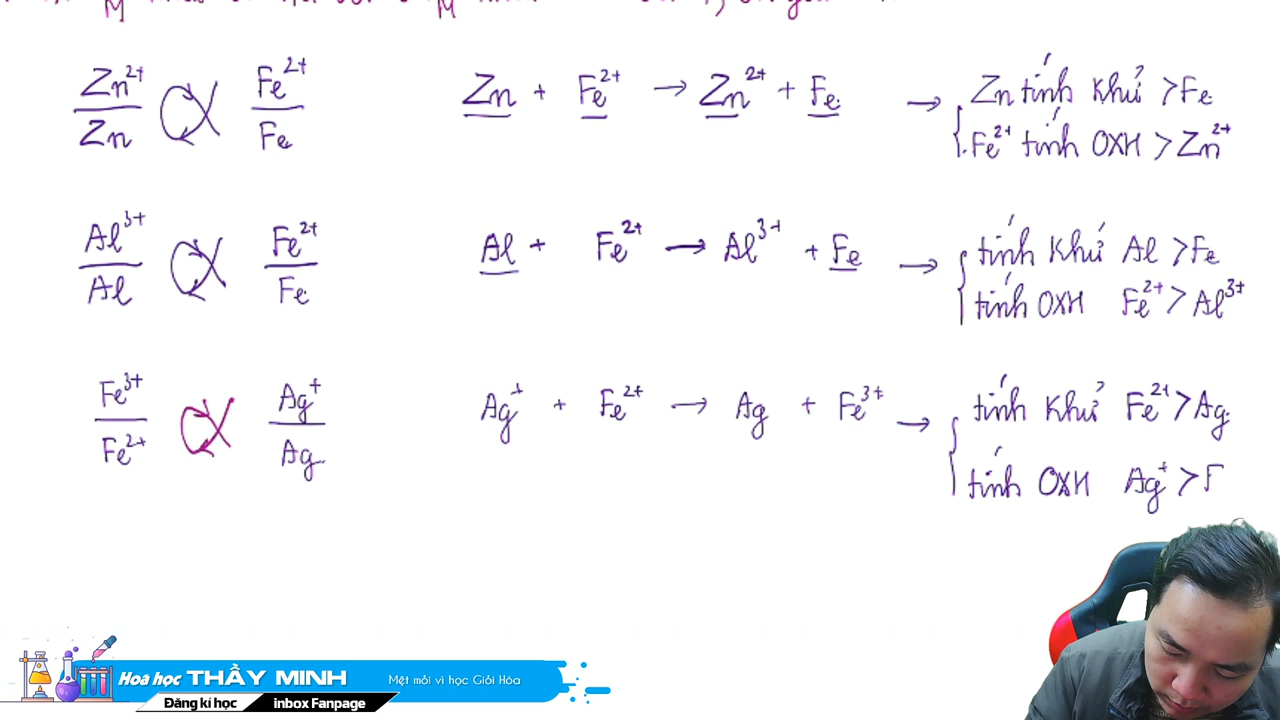 Zn²⁺/Zn α Fe²⁺/Fe Zn + Fe²⁺ → Zn²⁺ + Fe → { Zn tính khử > Fe
Fe²⁺ tính OXH > Zn²⁺
Al³⁺/Al α Fe²⁺/Fe Al + Fe²⁺ → Al³⁺ + Fe → { tính khử Al > Fe
tính OXH Fe²⁺ > Al³⁺
Fe³⁺/Fe²⁺ α Ag⁺/Ag Ag⁺ + Fe²⁺ → Ag + Fe³⁺ → { tính khử Fe²⁺ > Ag
tính OXH Ag⁺ > F
Hoá học THẦY MINH
Mệt mỏi vì học Giỏi Hóa
Đăng kí học inbox Fanpage